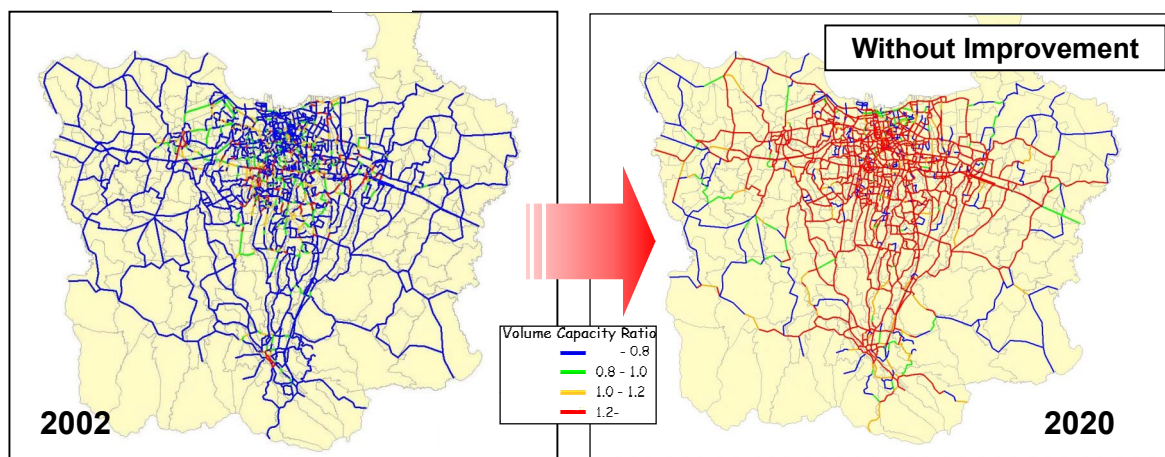 Without Improvement
Volume Capacity Ratio
- 0.8
0.8 - 1.0
1.0 - 1.2
1.2-
2002
2020